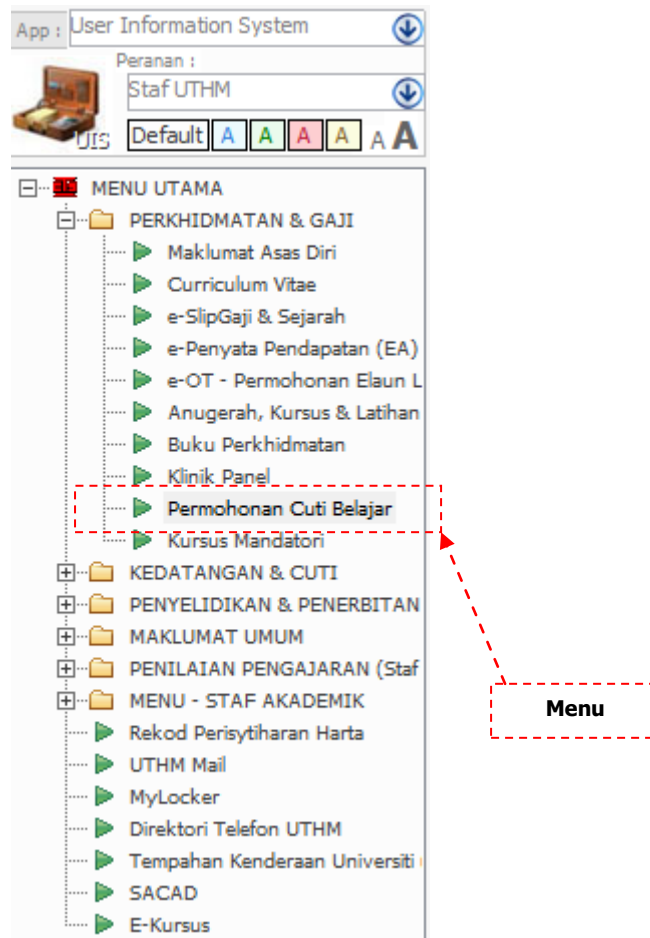 App : User Information System
Peranan :
Staf UTHM
UIS Default A A A A A A
MENU UTAMA
PERKHIDMATAN & GAJI
Maklumat Asas Diri
Curriculum Vitae
e-SlipGaji & Sejarah
e-Penyata Pendapatan (EA)
e-OT - Permohonan Elaun L
Anugerah, Kursus & Latihan
Buku Perkhidmatan
Klinik Panel
Permohonan Cuti Belajar
Kursus Mandatori
KEDATANGAN & CUTI
PENYELIDIKAN & PENERBITAN
MAKLUMAT UMUM
PENILAIAN PENGAJARAN (Staf
MENU - STAF AKADEMIK
Menu
Rekod Perisytiharan Harta
UTHM Mail
MyLocker
Direktori Telefon UTHM
Tempahan Kenderaan Universiti
SACAD
E-Kursus